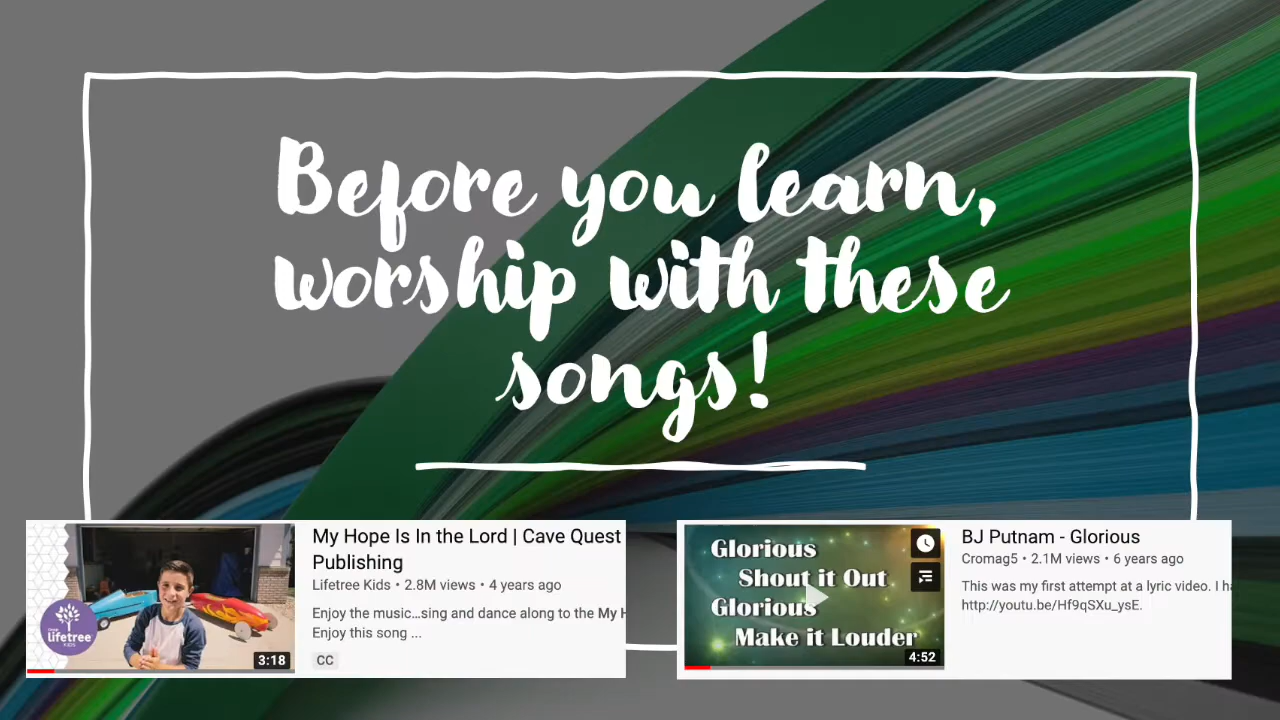 Before you learn,
worship with these
songs!
My Hope Is In the Lord | Cave Quest
Publishing
Lifetree Kids • 2.8M views • 4 years ago
Enjoy the music...sing and dance along to the My H
Enjoy this song ...
CC
lifetree
KIDS
3:18
Glorious
Shout it Out
Glorious
Make it Louder
4:52
BJ Putnam - Glorious
Cromag5 • 2.1M views • 6 years ago
This was my first attempt at a lyric video. I ha
http://youtu.be/Hf9qSXu_ysE.